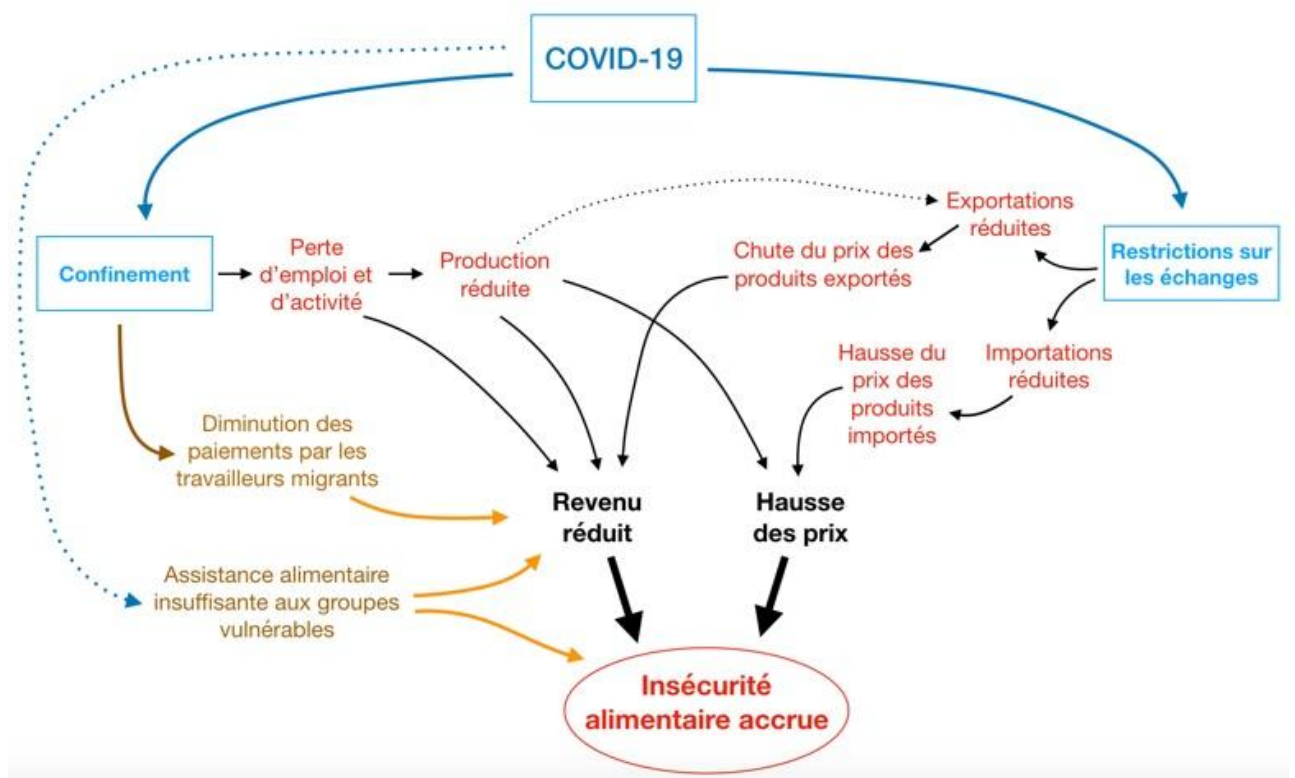 COVID-19
Exportations
réduites
Restrictions sur
les échanges
Confinement
Perte
d'emploi et
d'activité
Production
réduite
Chute du prix des
produits exportés
Hausse du
prix des
produits
importés
Importations
réduites
Diminution des
paiements par les
travailleurs migrants
Revenu
réduit
Hausse
des prix
Assistance alimentaire
insuffisante aux groupes
vulnérables
Insécurité
alimentaire accrue